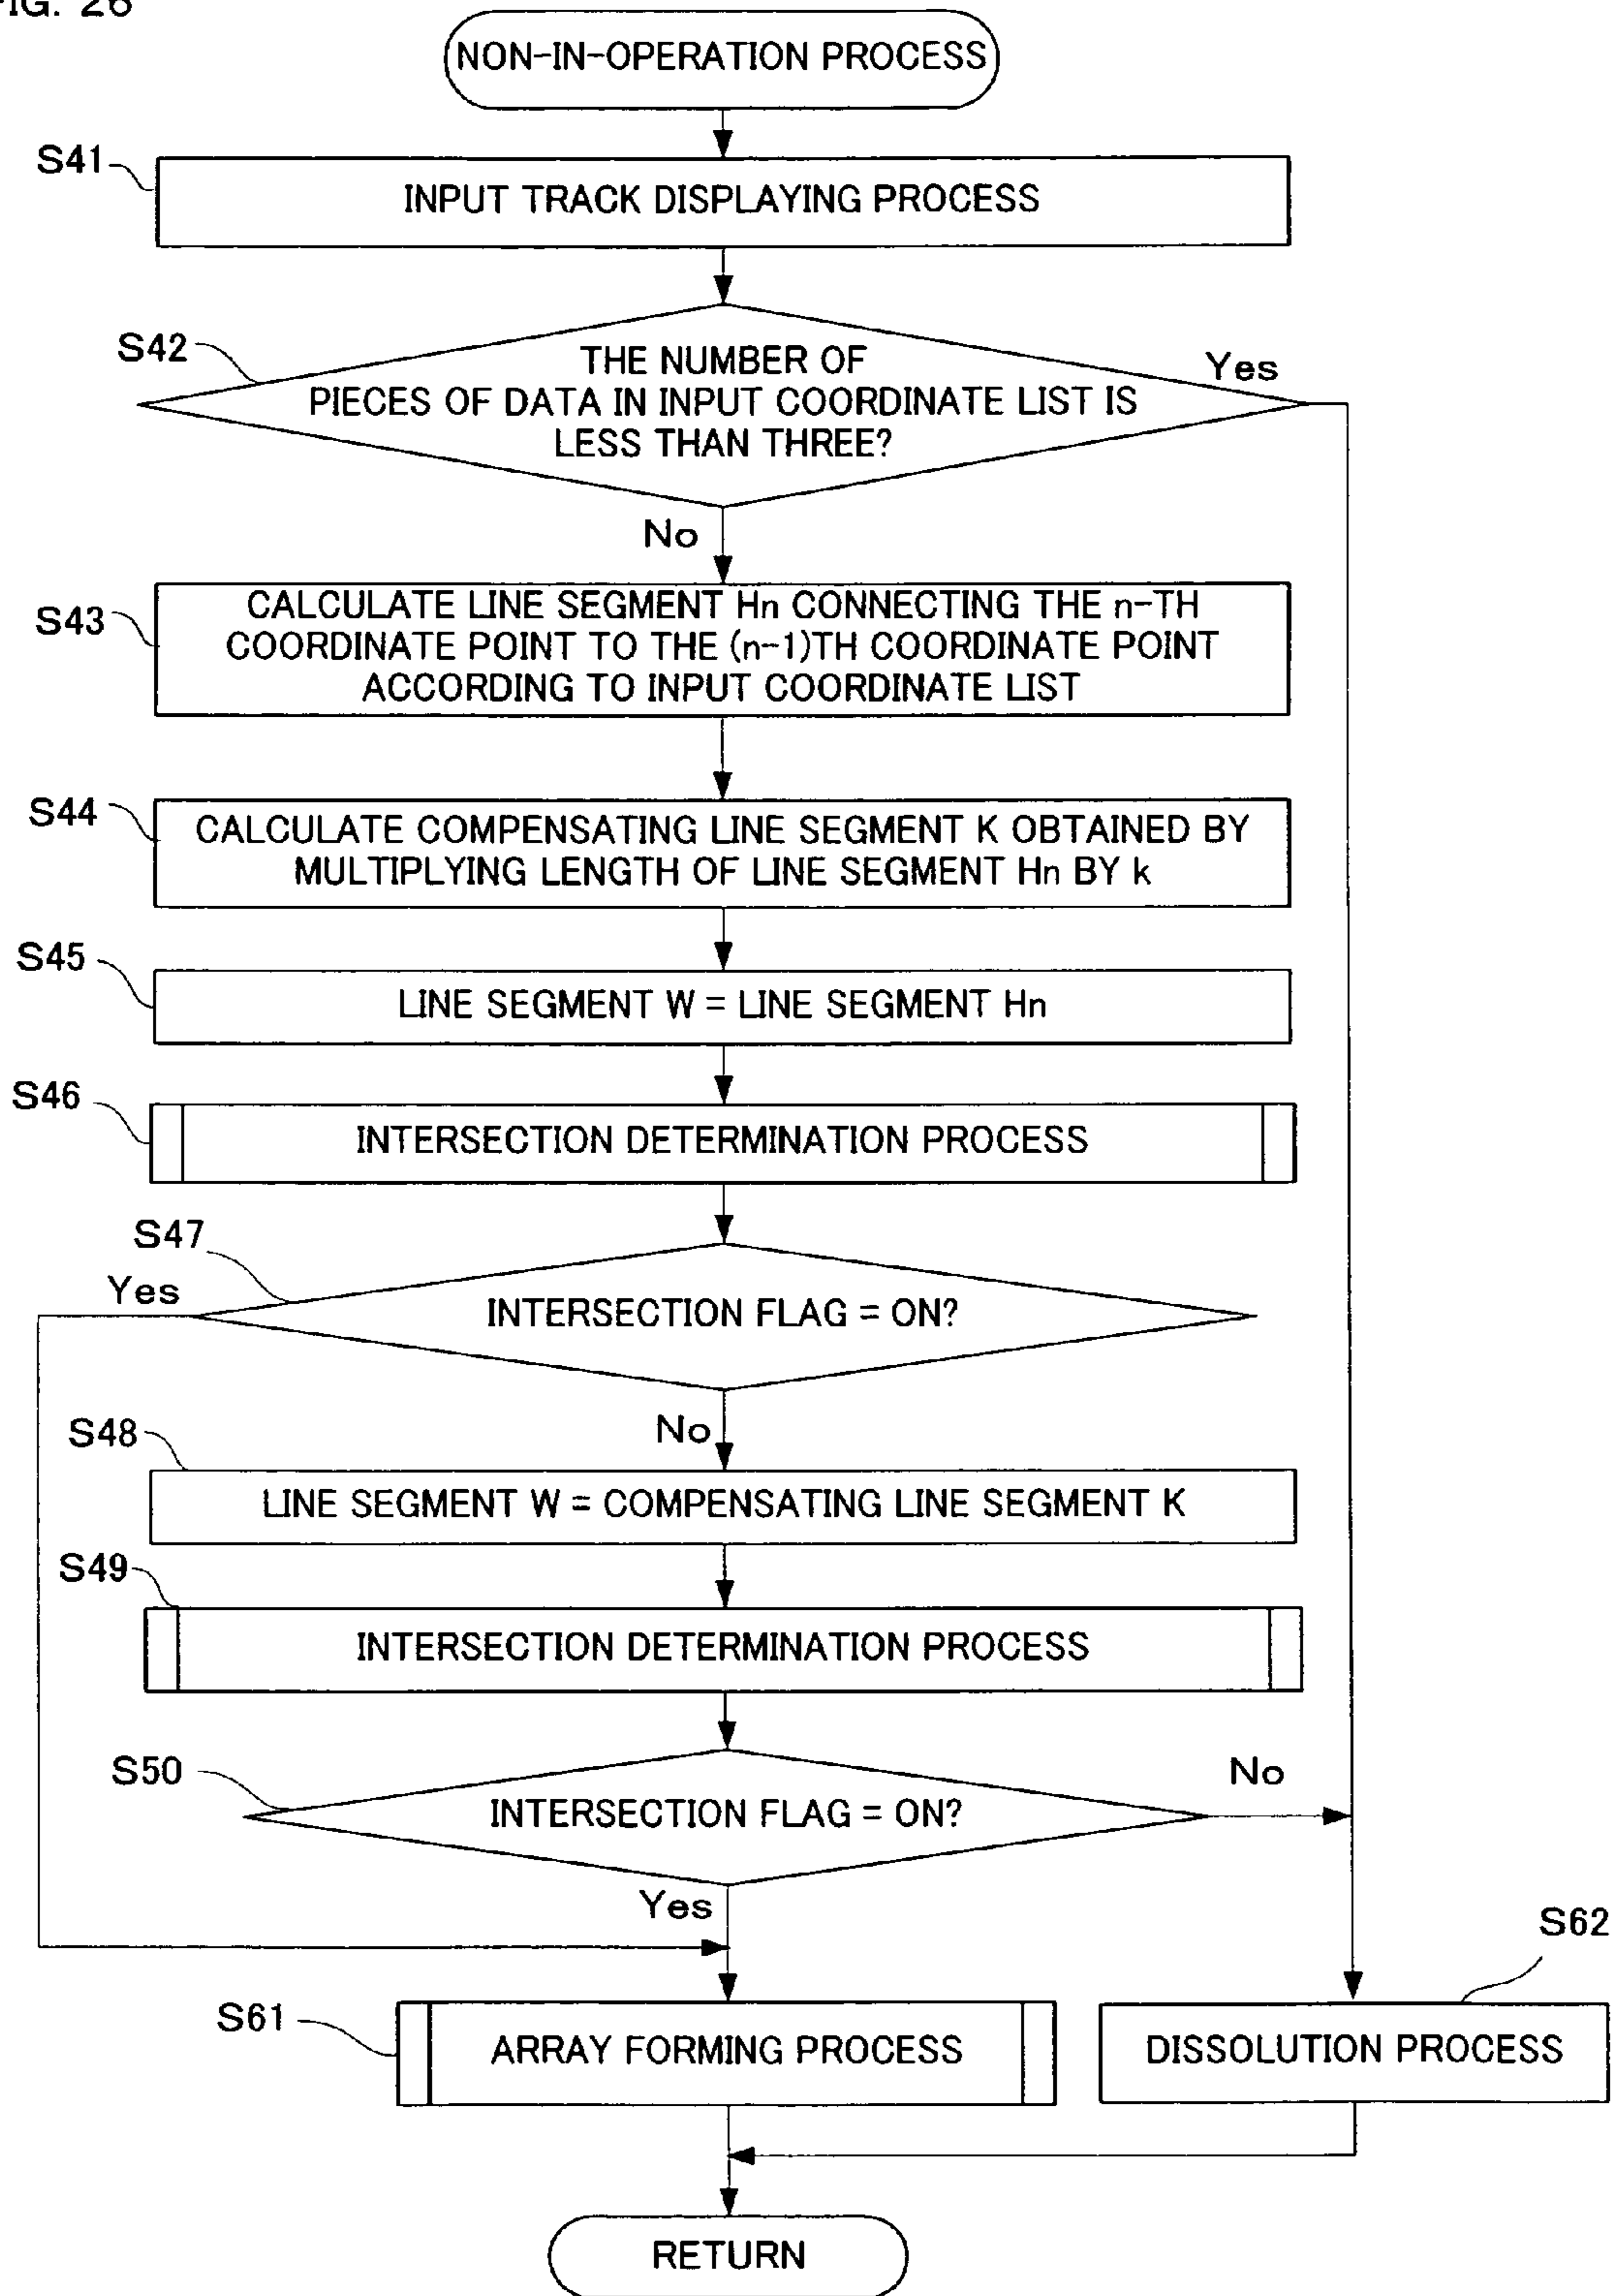 FIG. 26
NON-IN-OPERATION PROCESS
S41
INPUT TRACK DISPLAYING PROCESS
S42
THE NUMBER OF
PIECES OF DATA IN INPUT COORDINATE LIST IS
LESS THAN THREE?
Yes
No
S43
CALCULATE LINE SEGMENT Hn CONNECTING THE n-TH
COORDINATE POINT TO THE (n-1)TH COORDINATE POINT
ACCORDING TO INPUT COORDINATE LIST
S44
CALCULATE COMPENSATING LINE SEGMENT K OBTAINED BY
MULTIPLYING LENGTH OF LINE SEGMENT Hn BY k
S45
LINE SEGMENT W = LINE SEGMENT Hn
S46
INTERSECTION DETERMINATION PROCESS
S47
Yes
INTERSECTION FLAG = ON?
No
S48
LINE SEGMENT W = COMPENSATING LINE SEGMENT K
S49
INTERSECTION DETERMINATION PROCESS
S50
INTERSECTION FLAG = ON?
No
Yes
S62
S61
ARRAY FORMING PROCESS
DISSOLUTION PROCESS
RETURN